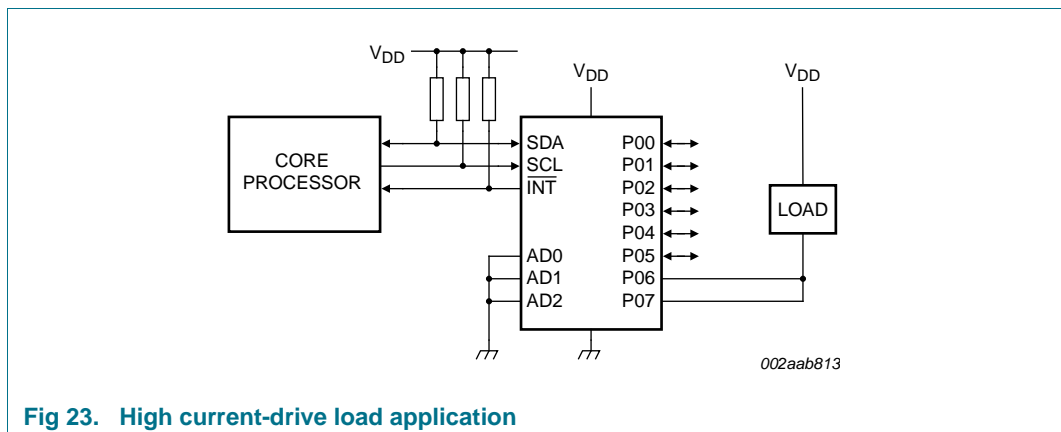 VDD
VDD
VDD
CORE
PROCESSOR
SDA
SCL
INT
AD0
AD1
AD2
P00
P01
P02
P03
P04
P05
P06
P07
LOAD
002aab813
Fig 23. High current-drive load application